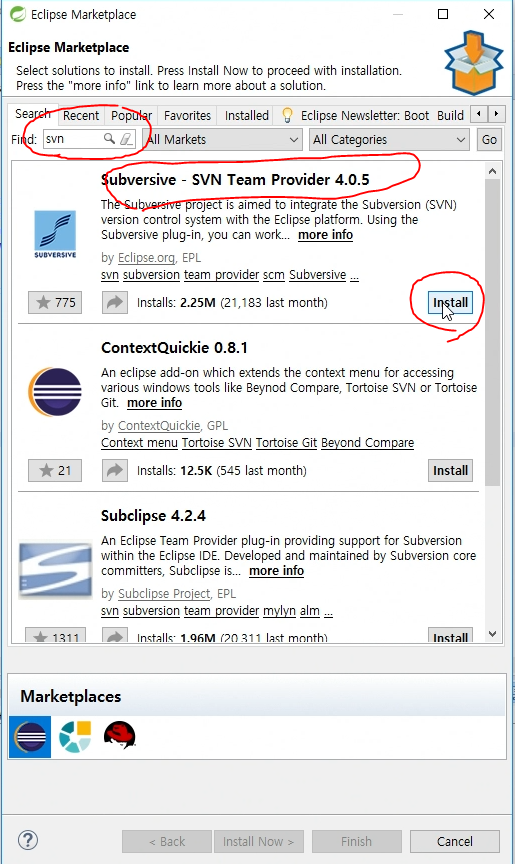 Eclipse Marketplace
Eclipse Marketplace
Select solutions to install. Press Install Now to proceed with installation.
Press the "more info" link to learn more about a solution.
Search Recent Popular Favorites Installed Eclipse Newsletter: Boot Build
Find: svn All Markets All Categories Go
Subversive - SVN Team Provider 4.0.5
The Subversive project is aimed to integrate the Subversion (SVN)
version control system with the Eclipse platform. Using the
Subversive plug-in, you can work... more info
SUBVERSIVE
by Eclipse.org, EPL
svn subversion team provider scm Subversive ...
775 Installs: 2.25M (21,183 last month) Install
ContextQuickie 0.8.1
An eclipse add-on which extends the context menu for accessing
various windows tools like Beynod Compare, Tortoise SVN or Tortoise
Git. more info
by ContextQuickie, GPL
Context menu Tortoise SVN Tortoise Git Beyond Compare
21 Installs: 12.5K (545 last month) Install
Subclipse 4.2.4
An Eclipse Team Provider plug-in providing support for Subversion
within the Eclipse IDE. Developed and maintained by Subversion core
committers, Subclipse is... more info
by Subclipse Project, EPL
svn subversion team provider mylyn alm ...
1311 Installs: 1.96M (20,311 last month) Install
Marketplaces
? < Back Install Now > Finish Cancel